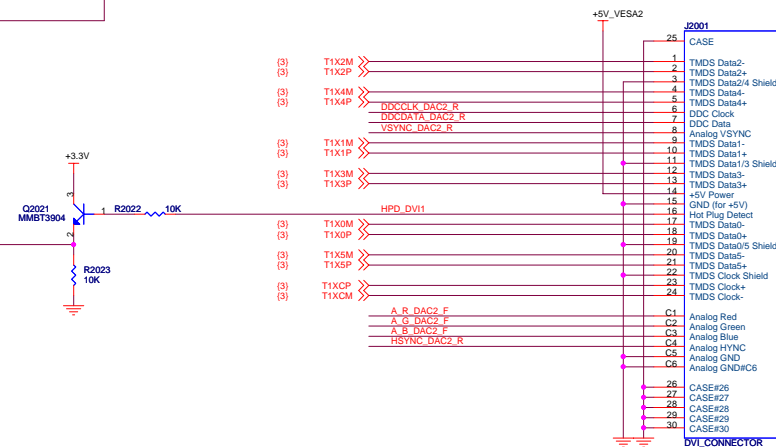 +5V_VESA2
J2001
25 CASE
{3} T1X2M 1 TMDS Data2-
{3} T1X2P 2 TMDS Data2+
3 TMDS Data2/4 Shield
{3} T1X4M 4 TMDS Data4-
{3} T1X4P 5 TMDS Data4+
DDCCLK_DAC2_R 6 DDC Clock
DDCDATA_DAC2_R 7 DDC Data
VSYNC_DAC2_R 8 Analog VSYNC
{3} T1X1M 9 TMDS Data1-
{3} T1X1P 10 TMDS Data1+
11 TMDS Data1/3 Shield
{3} T1X3M 12 TMDS Data3-
{3} T1X3P 13 TMDS Data3+
14 +5V Power
15 GND (for +5V)
+3.3V
3
Q2021
MMBT3904
1 R2022 10K HPD_DVI1 16 Hot Plug Detect
2
R2023
10K
{3} T1X0M 17 TMDS Data0-
{3} T1X0P 18 TMDS Data0+
19 TMDS Data0/5 Shield
{3} T1X5M 20 TMDS Data5-
{3} T1X5P 21 TMDS Data5+
22 TMDS Clock Shield
{3} T1XCP 23 TMDS Clock+
{3} T1XCM 24 TMDS Clock-
A_R_DAC2_F C1 Analog Red
A_G_DAC2_F C2 Analog Green
A_B_DAC2_F C3 Analog Blue
HSYNC_DAC2_R C4 Analog HYNC
C5 Analog GND
C6 Analog GND#C6
26 CASE#26
27 CASE#27
28 CASE#28
29 CASE#29
30 CASE#30
DVI_CONNECTOR